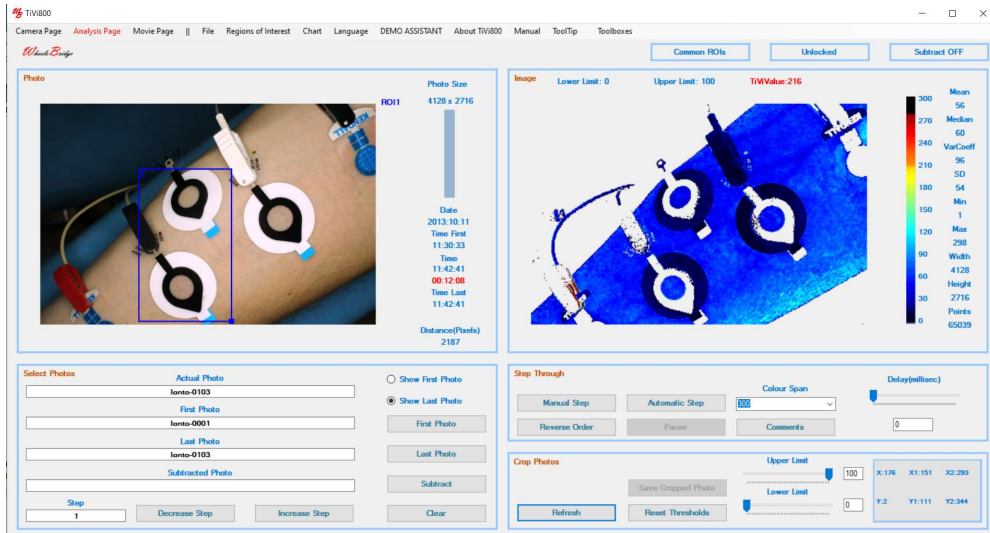 TiVi800
Camera Page Analysis Page Movie Page || File Regions of Interest Chart Language DEMO ASSISTANT About TiVi800 Manual ToolTip Toolboxes
WheelsBridge
Common ROIs Unlocked Subtract OFF
Photo
ROI1
Photo Size
4128 x 2716
Date
2013:10:11
Time First
11:30:33
Time
11:42:41
00:12:08
Time Last
11:42:41
Distance(Pixels)
2187
Image Lower Limit: 0 Upper Limit: 100 TiViValue:216
300
270
240
210
180
150
120
90
60
30
0
Mean
56
Median
60
VarCoeff
96
SD
54
Min
1
Max
298
Width
4128
Height
2716
Points
65039
Select Photos
Actual Photo
Ionto-0103
First Photo
Ionto-0001
Last Photo
Ionto-0103
Subtracted Photo
Step
1
Decrease Step Increase Step
Show First Photo
Show Last Photo
First Photo
Last Photo
Subtract
Clear
Step Through
Manual Step Automatic Step
Reverse Order Pause
Colour Span
300
Comments
Delay(millisec)
0
Crop Photos
Save Cropped Photo
Refresh Reset Thresholds
Upper Limit
100
Lower Limit
0
X:176 X1:151 X2:293
Y:2 Y1:111 Y2:344